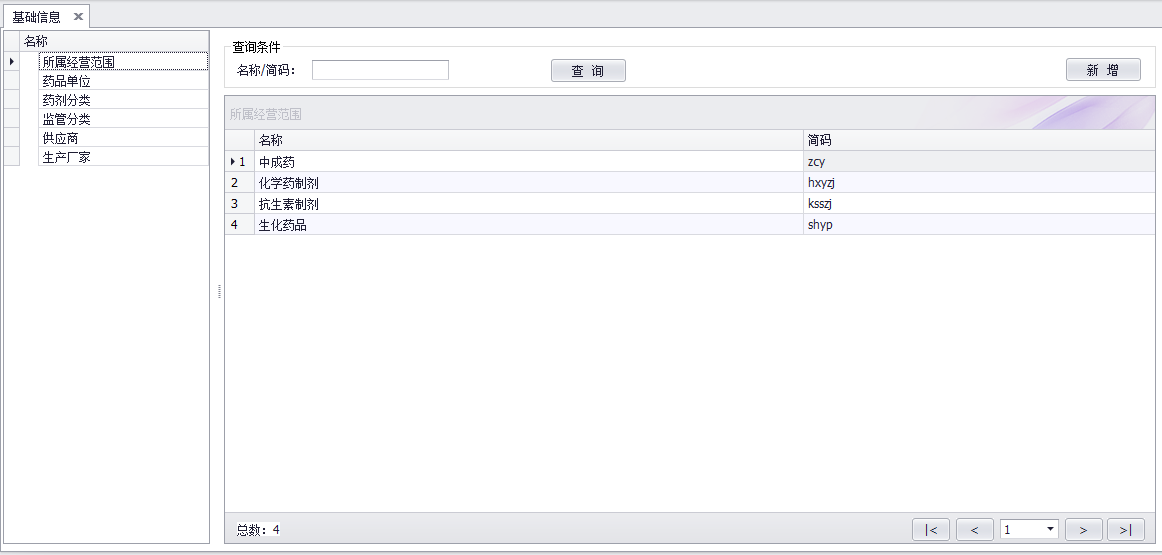 基础信息
名称
所属经营范围
药品单位
药剂分类
监管分类
供应商
生产厂家
查询条件
名称/简码： 查 询 新 增
所属经营范围
名称 简码
1 中成药 zcy
2 化学药制剂 hxyzj
3 抗生素制剂 ksszj
4 生化药品 shyp
总数：4 |< < 1 > >|